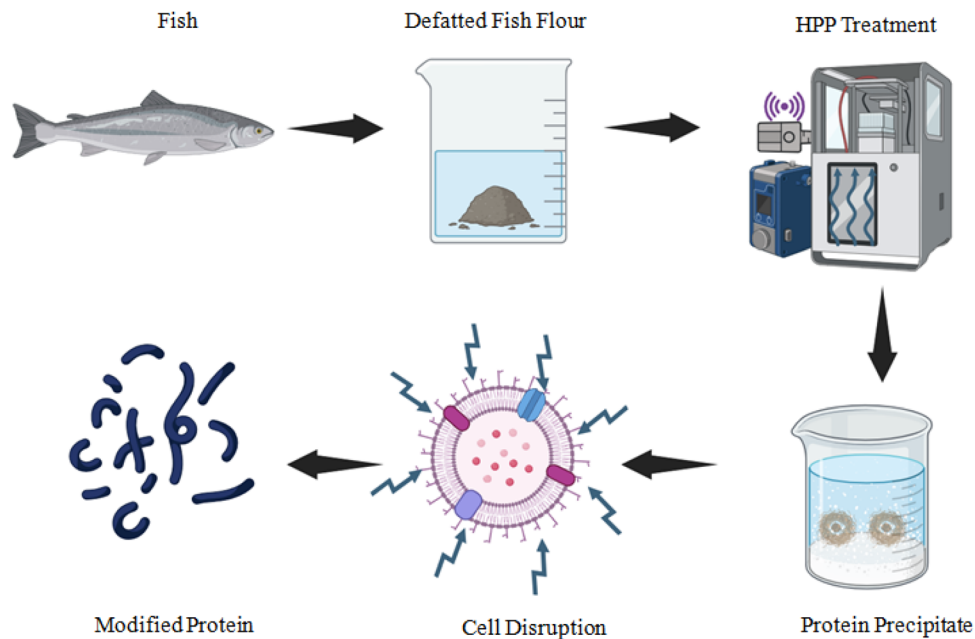 Fish
Defatted Fish Flour
HPP Treatment
Modified Protein
Cell Disruption
Protein Precipitate